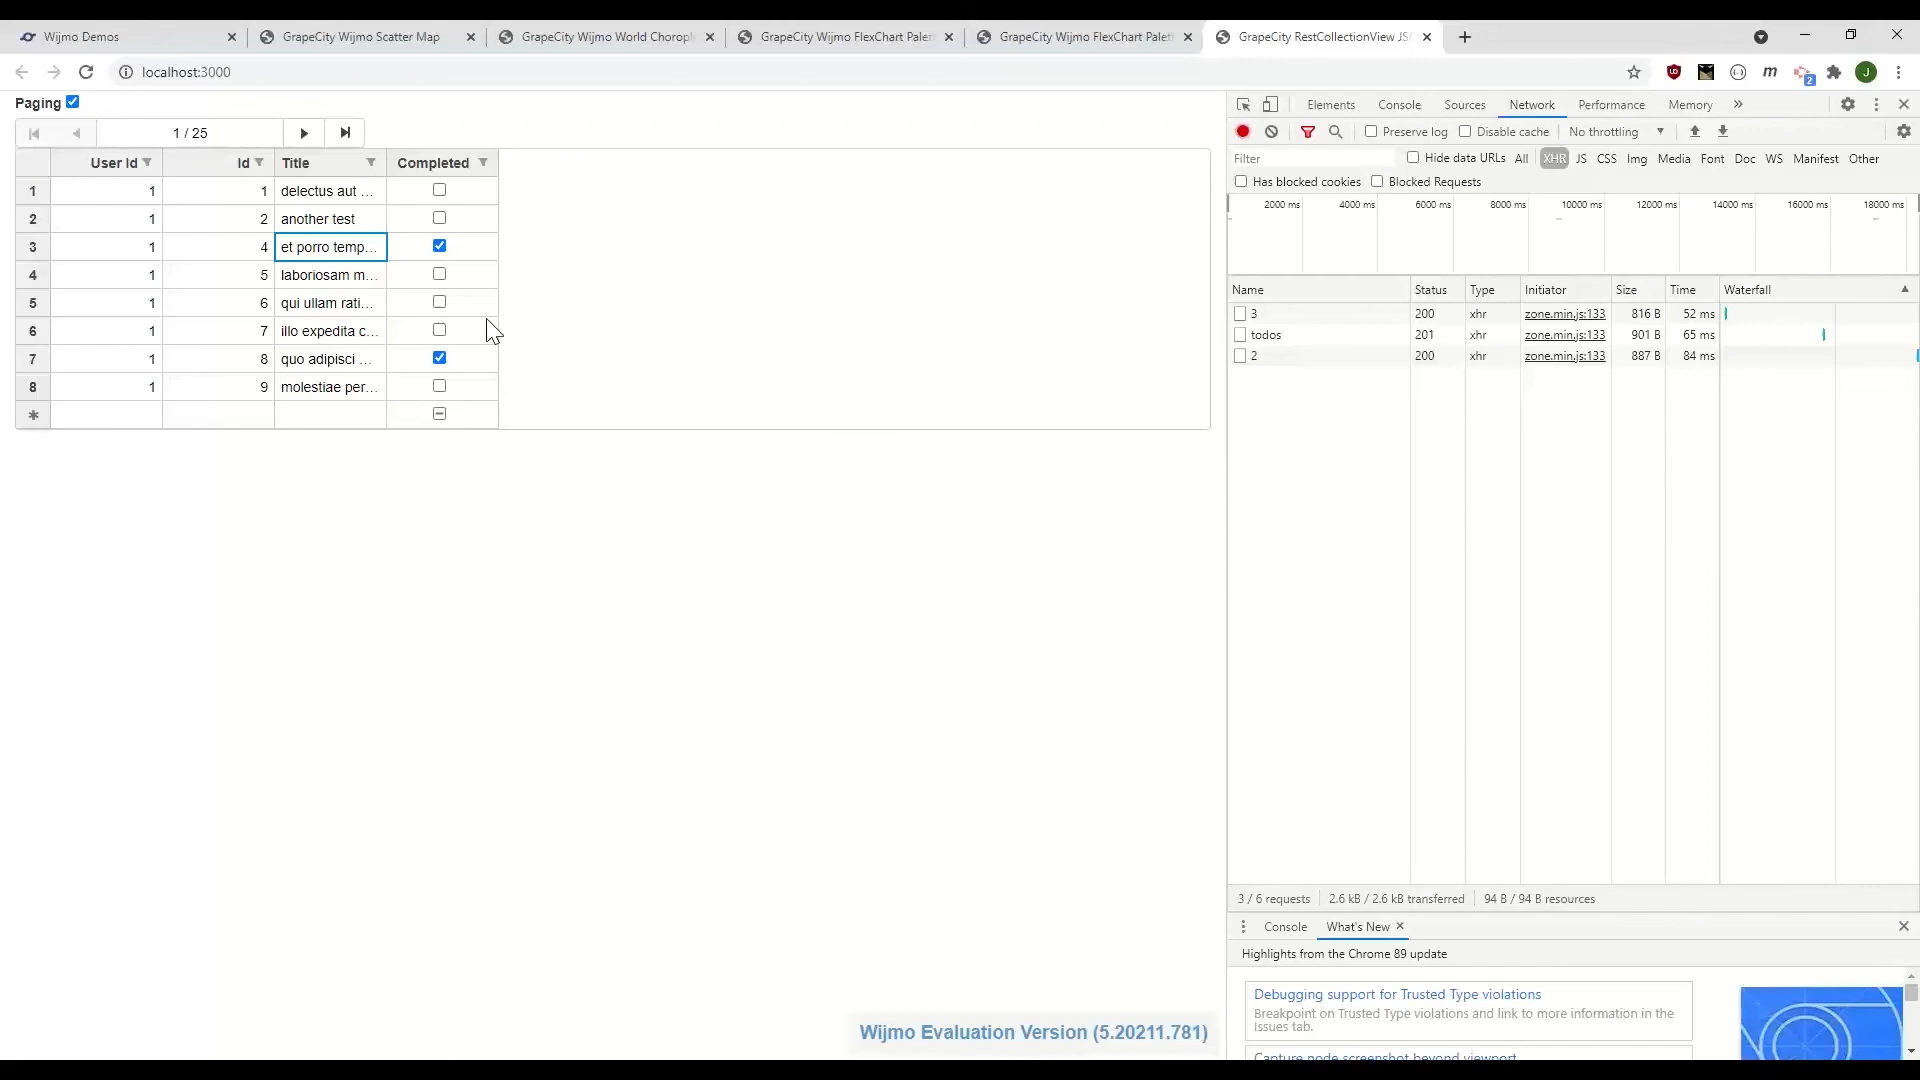 Wijmo Demos
GrapeCity Wijmo Scatter Map
GrapeCity Wijmo World Chorop
GrapeCity Wijmo FlexChart Palet
GrapeCity Wijmo FlexChart Palet
GrapeCity RestCollectionView JS
localhost:3000
2
J
Paging
1 / 25
User Id Id Title Completed
1 1 1 delectus aut ...
2 1 2 another test
3 1 4 et porro temp...
4 1 5 laboriosam m...
5 1 6 qui ullam rati...
6 1 7 illo expedita c...
7 1 8 quo adipisci ...
8 1 9 molestiae per...
Wijmo Evaluation Version (5.20211.781)
Elements Console Sources Network Performance Memory
Preserve log Disable cache No throttling
Filter Hide data URLs All XHR JS CSS Img Media Font Doc WS Manifest Other
Has blocked cookies Blocked Requests
2000 ms 4000 ms 6000 ms 8000 ms 10000 ms 12000 ms 14000 ms 16000 ms 18000 ms
Name Status Type Initiator Size Time Waterfall
3 200 xhr zone.min.js:133 816 B 52 ms
todos 201 xhr zone.min.js:133 901 B 65 ms
2 200 xhr zone.min.js:133 887 B 84 ms
3 / 6 requests 2.6 kB / 2.6 kB transferred 94 B / 94 B resources
Console What's New
Highlights from the Chrome 89 update
Debugging support for Trusted Type violations
Breakpoint on Trusted Type violations and link to more information in the
Issues tab.
Capture node screenshot beyond viewport